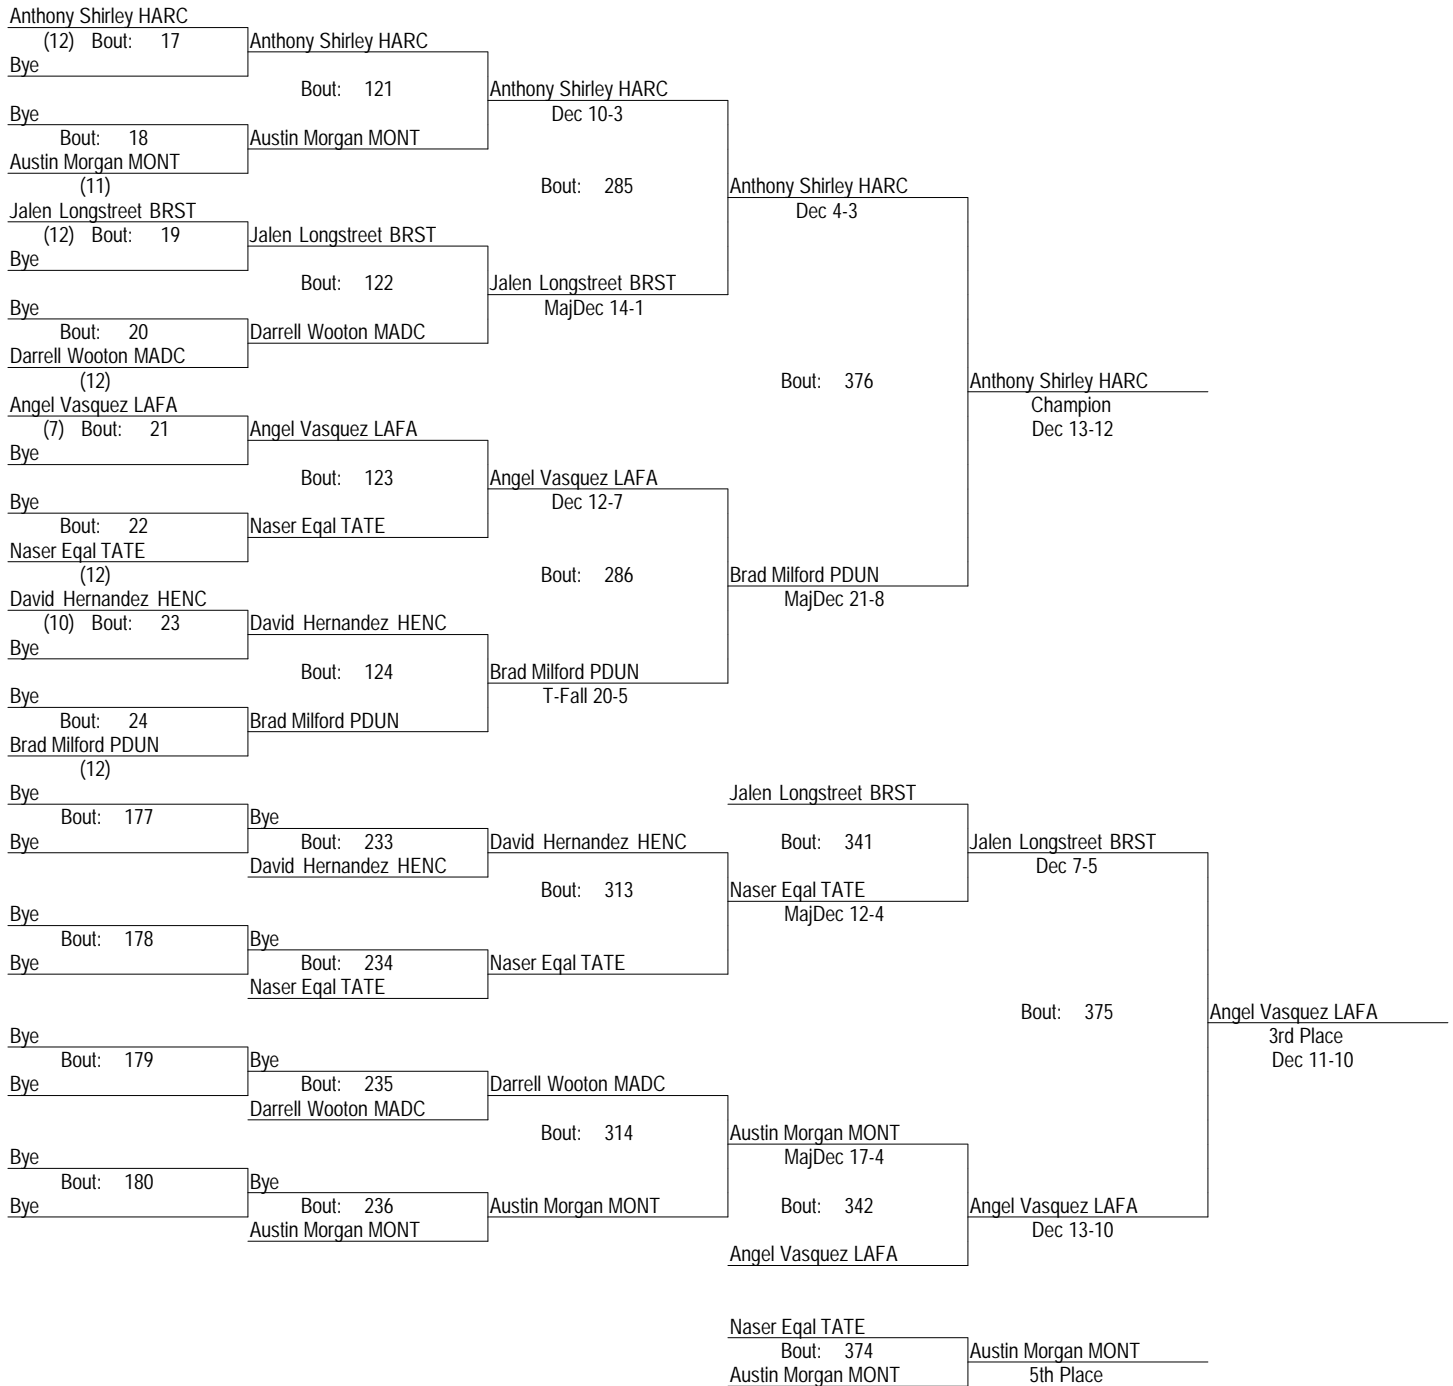 Anthony Shirley HARC
(12) Bout: 17
Anthony Shirley HARC
Bye
Bout: 121
Anthony Shirley HARC
Dec 10-3
Bye
Bout: 18
Austin Morgan MONT
Austin Morgan MONT
(11)
Bout: 285
Anthony Shirley HARC
Dec 4-3
Jalen Longstreet BRST
(12) Bout: 19
Jalen Longstreet BRST
Bye
Bout: 122
Jalen Longstreet BRST
MajDec 14-1
Bye
Bout: 20
Darrell Wooton MADC
Darrell Wooton MADC
(12)
Bout: 376
Anthony Shirley HARC
Champion
Dec 13-12
Angel Vasquez LAFA
(7) Bout: 21
Angel Vasquez LAFA
Bye
Bout: 123
Angel Vasquez LAFA
Dec 12-7
Bye
Bout: 22
Naser Eqal TATE
Naser Eqal TATE
(12)
Bout: 286
Brad Milford PDUN
MajDec 21-8
David Hernandez HENC
(10) Bout: 23
David Hernandez HENC
Bye
Bout: 124
Brad Milford PDUN
T-Fall 20-5
Bye
Bout: 24
Brad Milford PDUN
Brad Milford PDUN
(12)
Bye
Bout: 177
Bye
Bye
Bout: 233
David Hernandez HENC
David Hernandez HENC
Jalen Longstreet BRST
Bout: 341
Jalen Longstreet BRST
Dec 7-5
Bout: 313
Naser Eqal TATE
MajDec 12-4
Bye
Bout: 178
Bye
Bye
Bout: 234
Naser Eqal TATE
Naser Eqal TATE
Bout: 375
Angel Vasquez LAFA
3rd Place
Dec 11-10
Bye
Bout: 179
Bye
Bye
Bout: 235
Darrell Wooton MADC
Darrell Wooton MADC
Bout: 314
Austin Morgan MONT
MajDec 17-4
Bye
Bout: 180
Bye
Bye
Bout: 236
Austin Morgan MONT
Austin Morgan MONT
Bout: 342
Angel Vasquez LAFA
Dec 13-10
Angel Vasquez LAFA
Naser Eqal TATE
Bout: 374
Austin Morgan MONT
Austin Morgan MONT
5th Place